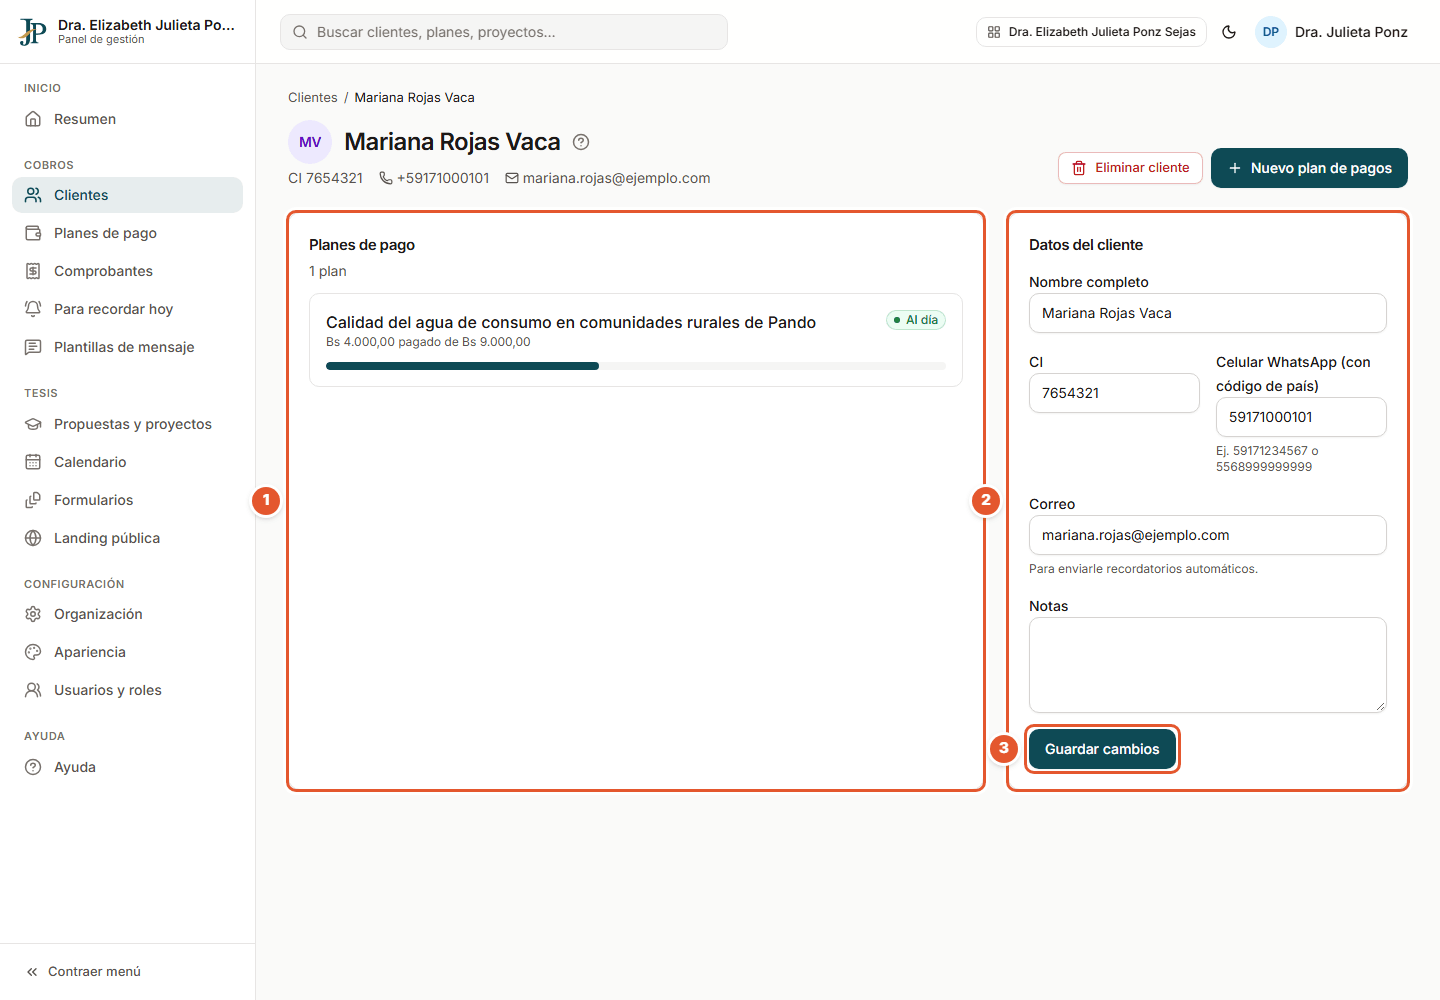 JP
Dra. Elizabeth Julieta Po...
Panel de gestión
Buscar clientes, planes, proyectos...
Dra. Elizabeth Julieta Ponz Sejas
DP
Dra. Julieta Ponz
INICIO
Resumen
COBROS
Clientes
Planes de pago
Comprobantes
Para recordar hoy
Plantillas de mensaje
TESIS
Propuestas y proyectos
Calendario
Formularios
Landing pública
CONFIGURACIÓN
Organización
Apariencia
Usuarios y roles
AYUDA
Ayuda
Contraer menú
Clientes / Mariana Rojas Vaca
MV
Mariana Rojas Vaca
CI 7654321 +59171000101 mariana.rojas@ejemplo.com
Eliminar cliente
Nuevo plan de pagos
1
Planes de pago
1 plan
Calidad del agua de consumo en comunidades rurales de Pando
Al día
Bs 4.000,00 pagado de Bs 9.000,00
2
Datos del cliente
Nombre completo
Mariana Rojas Vaca
CI
7654321
Celular WhatsApp (con
código de país)
59171000101
Ej. 59171234567 o
5568999999999
Correo
mariana.rojas@ejemplo.com
Para enviarle recordatorios automáticos.
Notas
3
Guardar cambios